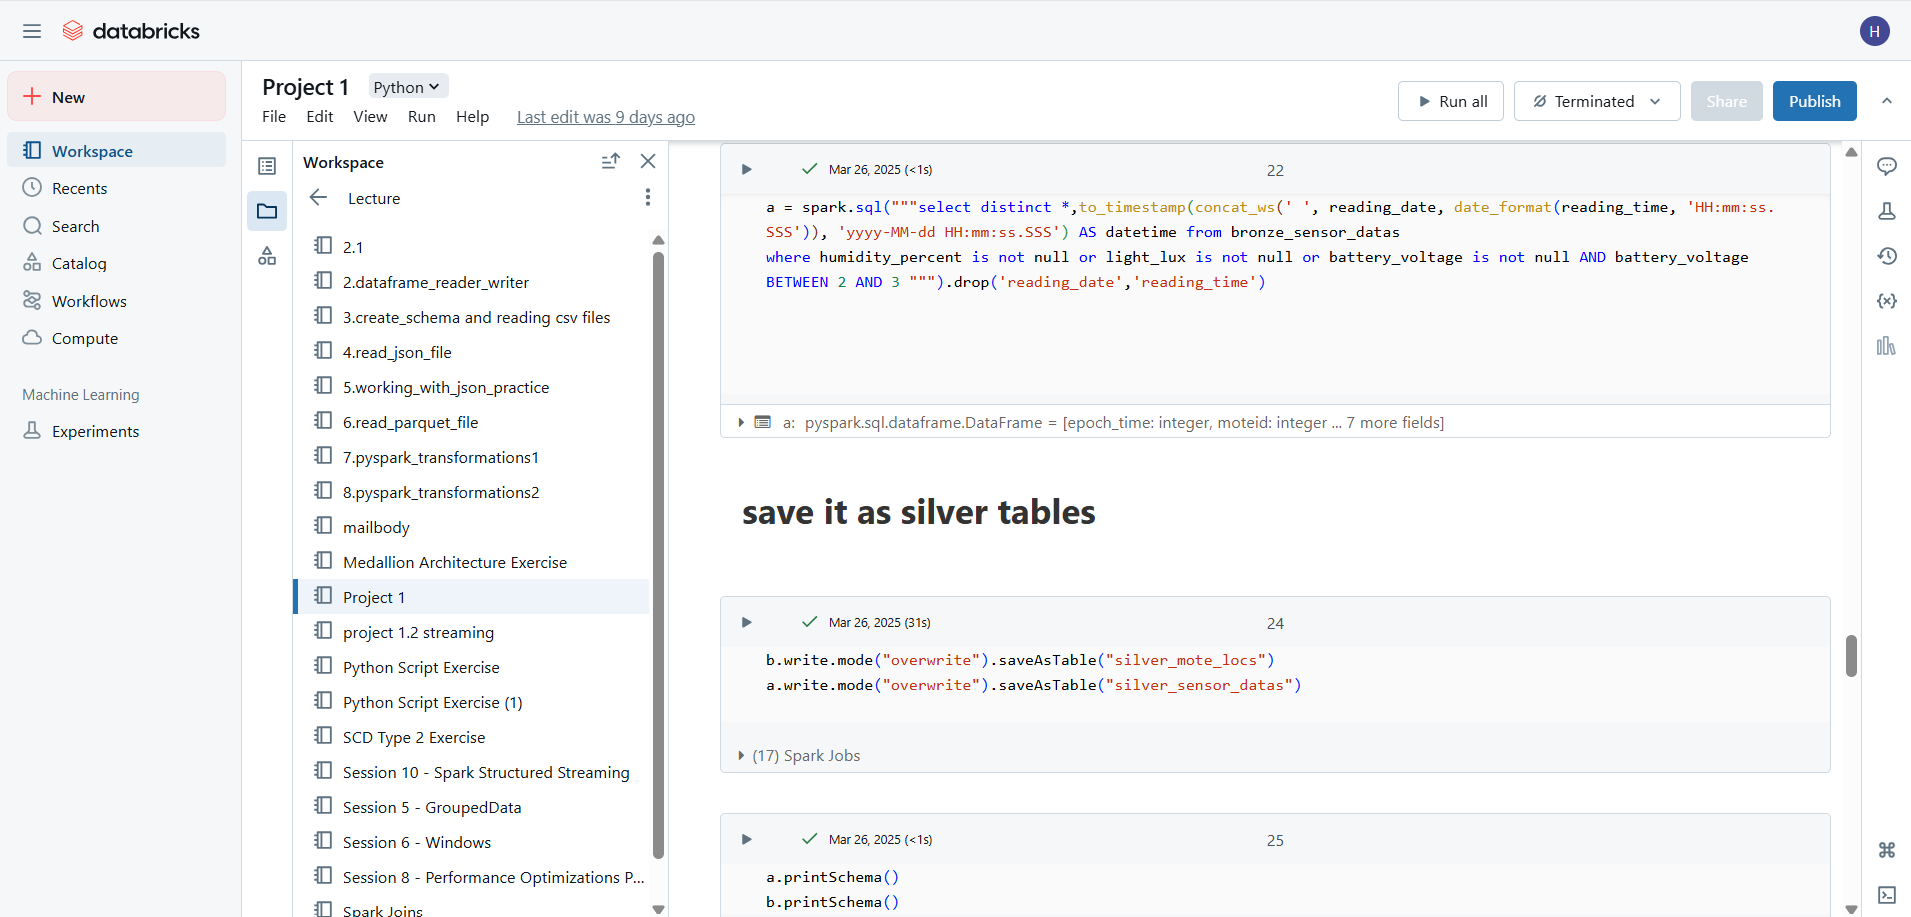 databricks
H
New
Workspace
Recents
Search
Catalog
Workflows
Compute
Machine Learning
Experiments
Project 1
Python
File Edit View Run Help Last edit was 9 days ago
Run all
Terminated
Share
Publish
Workspace
Lecture
2.1
2.dataframe_reader_writer
3.create_schema and reading csv files
4.read_json_file
5.working_with_json_practice
6.read_parquet_file
7.pyspark_transformations1
8.pyspark_transformations2
mailbody
Medallion Architecture Exercise
Project 1
project 1.2 streaming
Python Script Exercise
Python Script Exercise (1)
SCD Type 2 Exercise
Session 10 - Spark Structured Streaming
Session 5 - GroupedData
Session 6 - Windows
Session 8 - Performance Optimizations P...
Spark Joins
Mar 26, 2025 (<1s)
22
a = spark.sql("""select distinct *,to_timestamp(concat_ws(' ', reading_date, date_format(reading_time, 'HH:mm:ss.
SSS')), 'yyyy-MM-dd HH:mm:ss.SSS') AS datetime from bronze_sensor_datas
where humidity_percent is not null or light_lux is not null or battery_voltage is not null AND battery_voltage
BETWEEN 2 AND 3 """).drop('reading_date','reading_time')
a: pyspark.sql.dataframe.DataFrame = [epoch_time: integer, moteid: integer ... 7 more fields]
save it as silver tables
Mar 26, 2025 (31s)
24
b.write.mode("overwrite").saveAsTable("silver_mote_locs")
a.write.mode("overwrite").saveAsTable("silver_sensor_datas")
(17) Spark Jobs
Mar 26, 2025 (<1s)
25
a.printSchema()
b.printSchema()